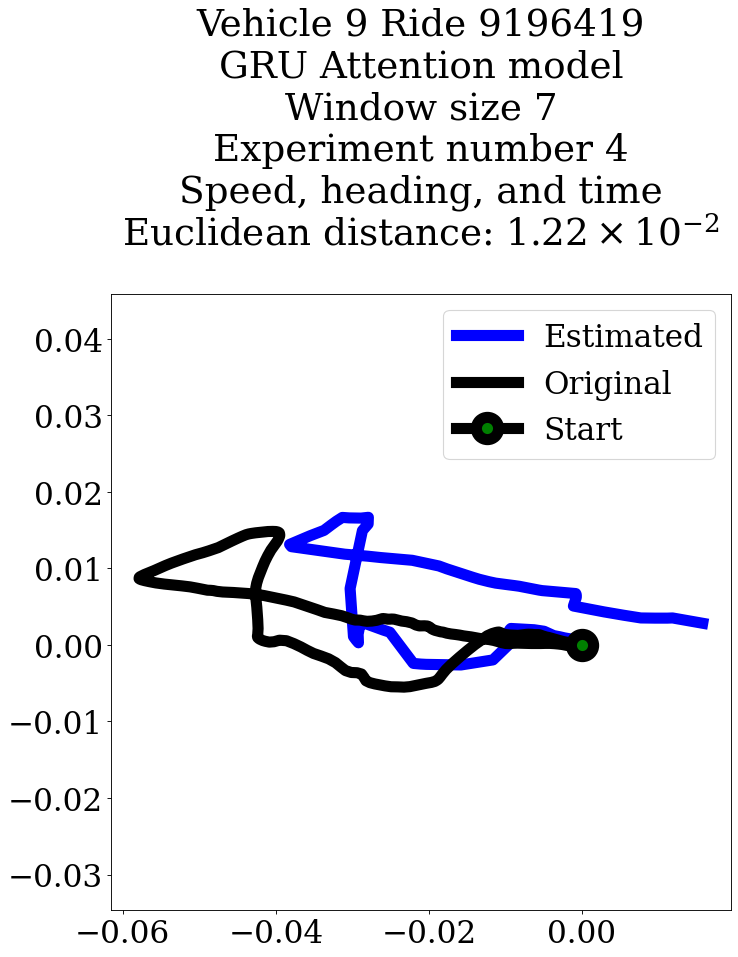 Vehicle 9 Ride 9196419
GRU Attention model
Window size 7
Experiment number 4
Speed, heading, and time
Euclidean distance: 1.22 × 10⁻²
Estimated
Original
Start
0.04
0.03
0.02
0.01
0.00
−0.01
−0.02
−0.03
−0.06 −0.04 −0.02 0.00